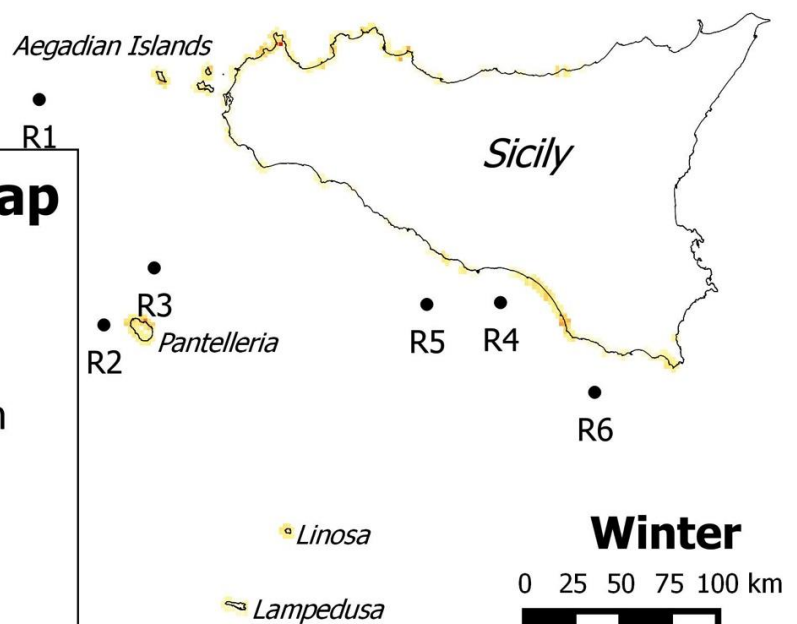 Aegadian Islands
R1
ap
Sicily
R3
R2
Pantelleria
R5
R4
R6
Linosa
Winter
0 25 50 75 100 km
Lampedusa